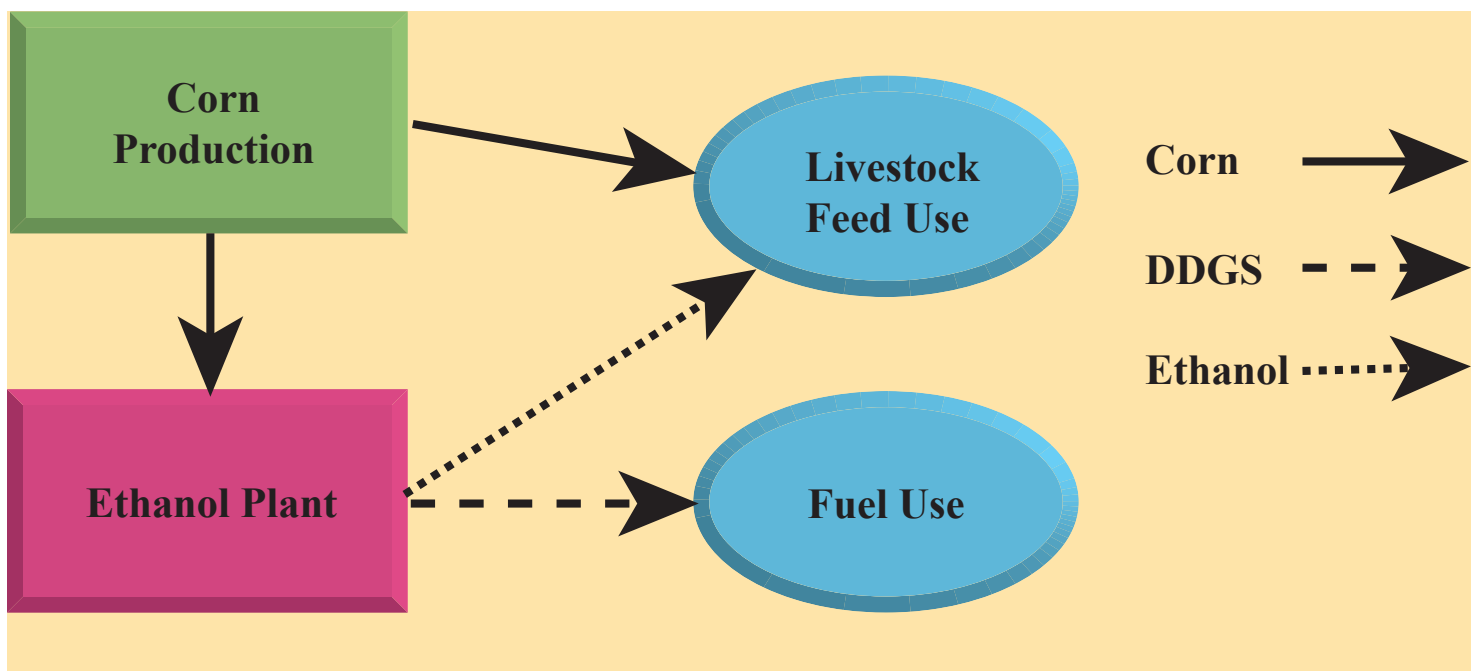 Corn
Production
Livestock
Feed Use
Ethanol Plant
Fuel Use
Corn
DDGS
Ethanol